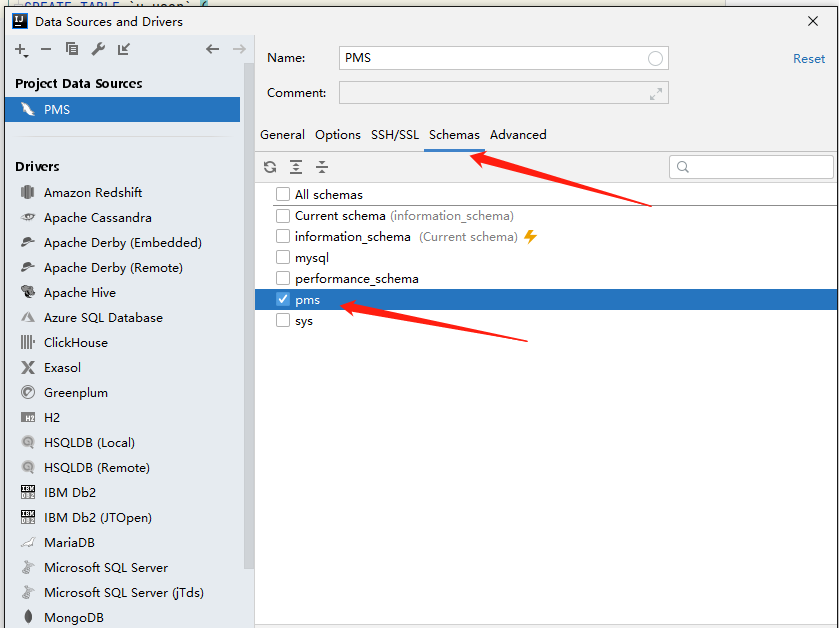 CREATE TABLE `u_user` (
Data Sources and Drivers
Name:
PMS
Reset
Comment:
Project Data Sources
PMS
General
Options
SSH/SSL
Schemas
Advanced
All schemas
Current schema (information_schema)
information_schema (Current schema)
mysql
performance_schema
pms
sys
Drivers
Amazon Redshift
Apache Cassandra
Apache Derby (Embedded)
Apache Derby (Remote)
Apache Hive
Azure SQL Database
ClickHouse
Exasol
Greenplum
H2
HSQLDB (Local)
HSQLDB (Remote)
IBM Db2
IBM Db2 (JTOpen)
MariaDB
Microsoft SQL Server
Microsoft SQL Server (jTds)
MongoDB